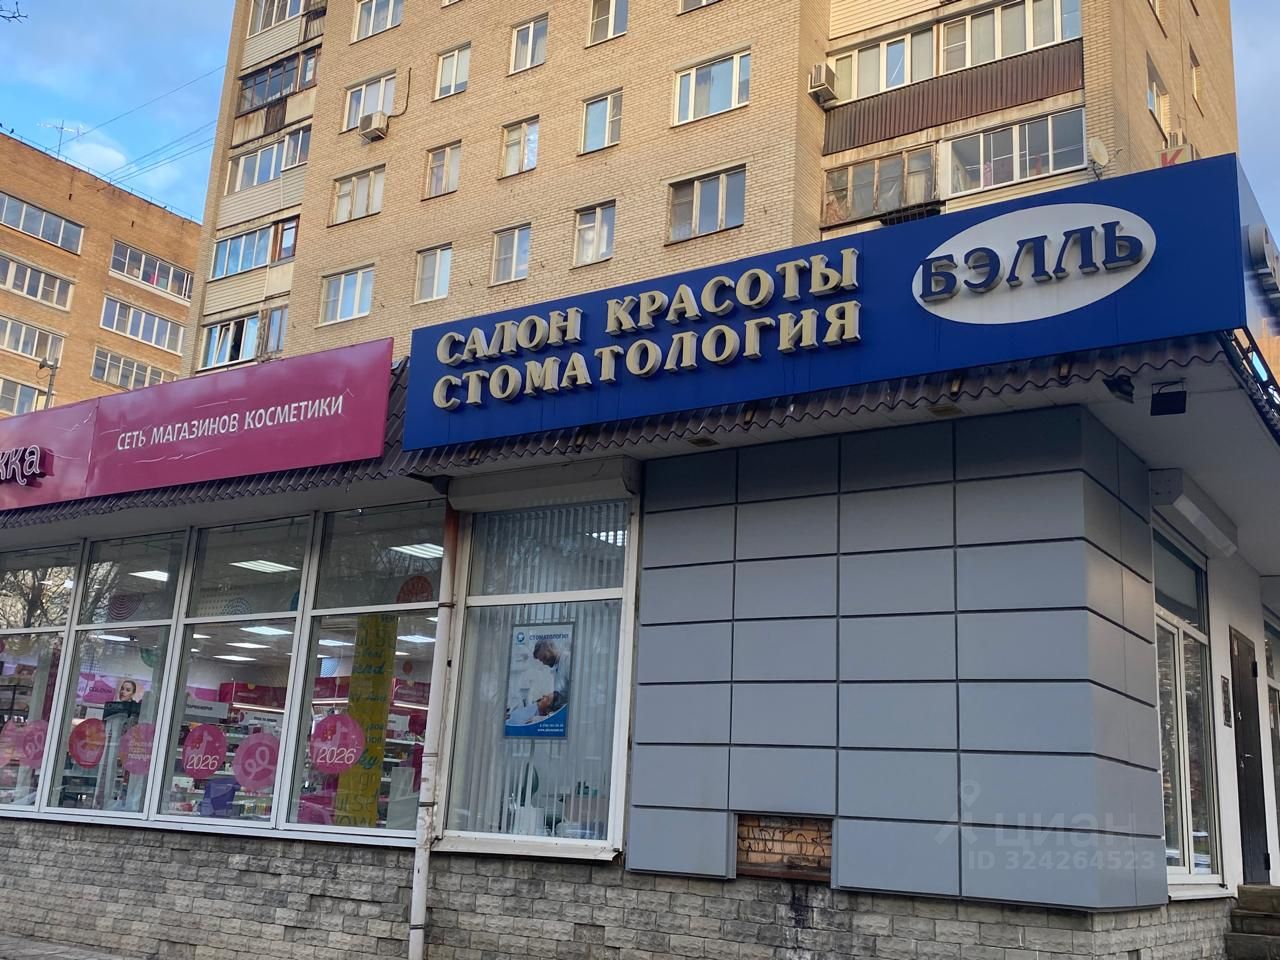 САЛОН КРАСОТЫ
СТОМАТОЛОГИЯ
БЭЛЛЬ
СЕТЬ МАГАЗИНОВ КОСМЕТИКИ
СТОМАТОЛОГИЯ
2026
2026
циан
ID 324264523